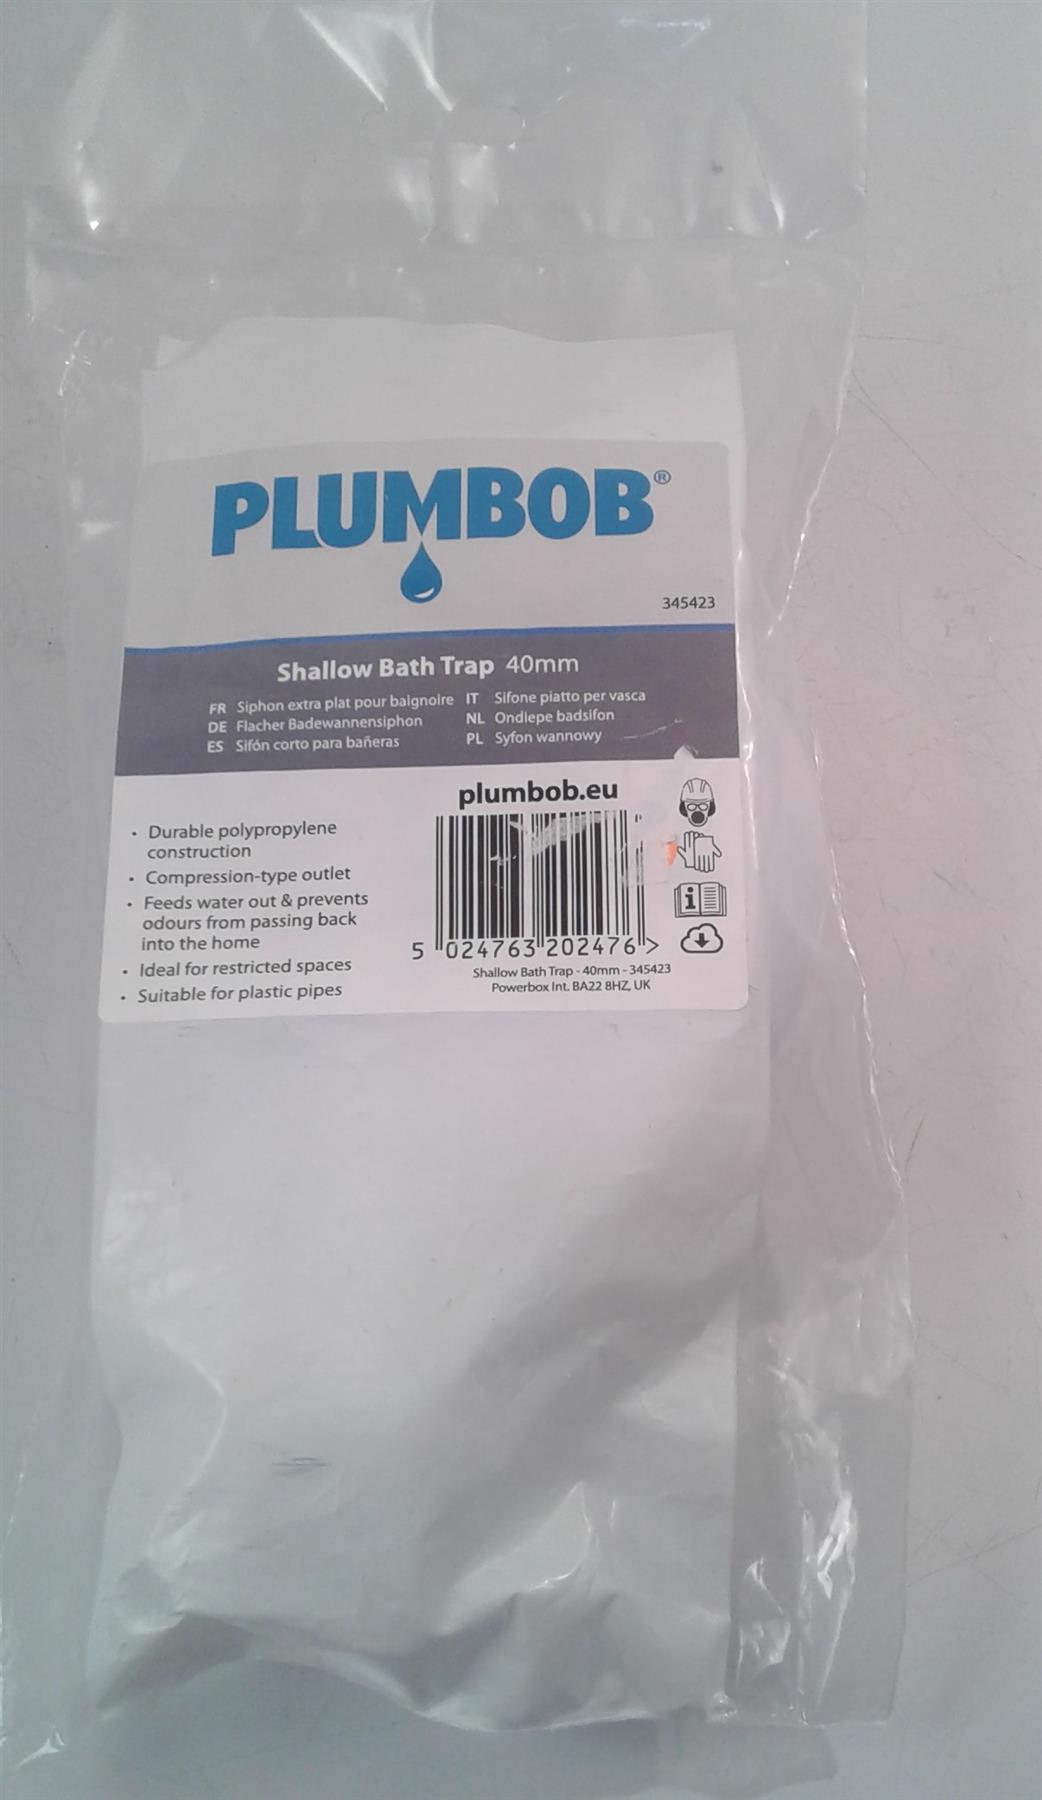 PLUMBOB®
345423
Shallow Bath Trap 40mm
FR Siphon extra plat pour baignoire
DE Flacher Badewannensiphon
ES Sifón corto para bañeras
IT Sifone piatto per vasca
NL Ondiepe badsifon
PL Syfon wannowy
• Durable polypropylene
construction
• Compression-type outlet
• Feeds water out & prevents
odours from passing back
into the home
• Ideal for restricted spaces
• Suitable for plastic pipes
plumbob.eu
5 024763 202476 >
Shallow Bath Trap - 40mm - 345423
Powerbox Int. BA22 8HZ, UK
i